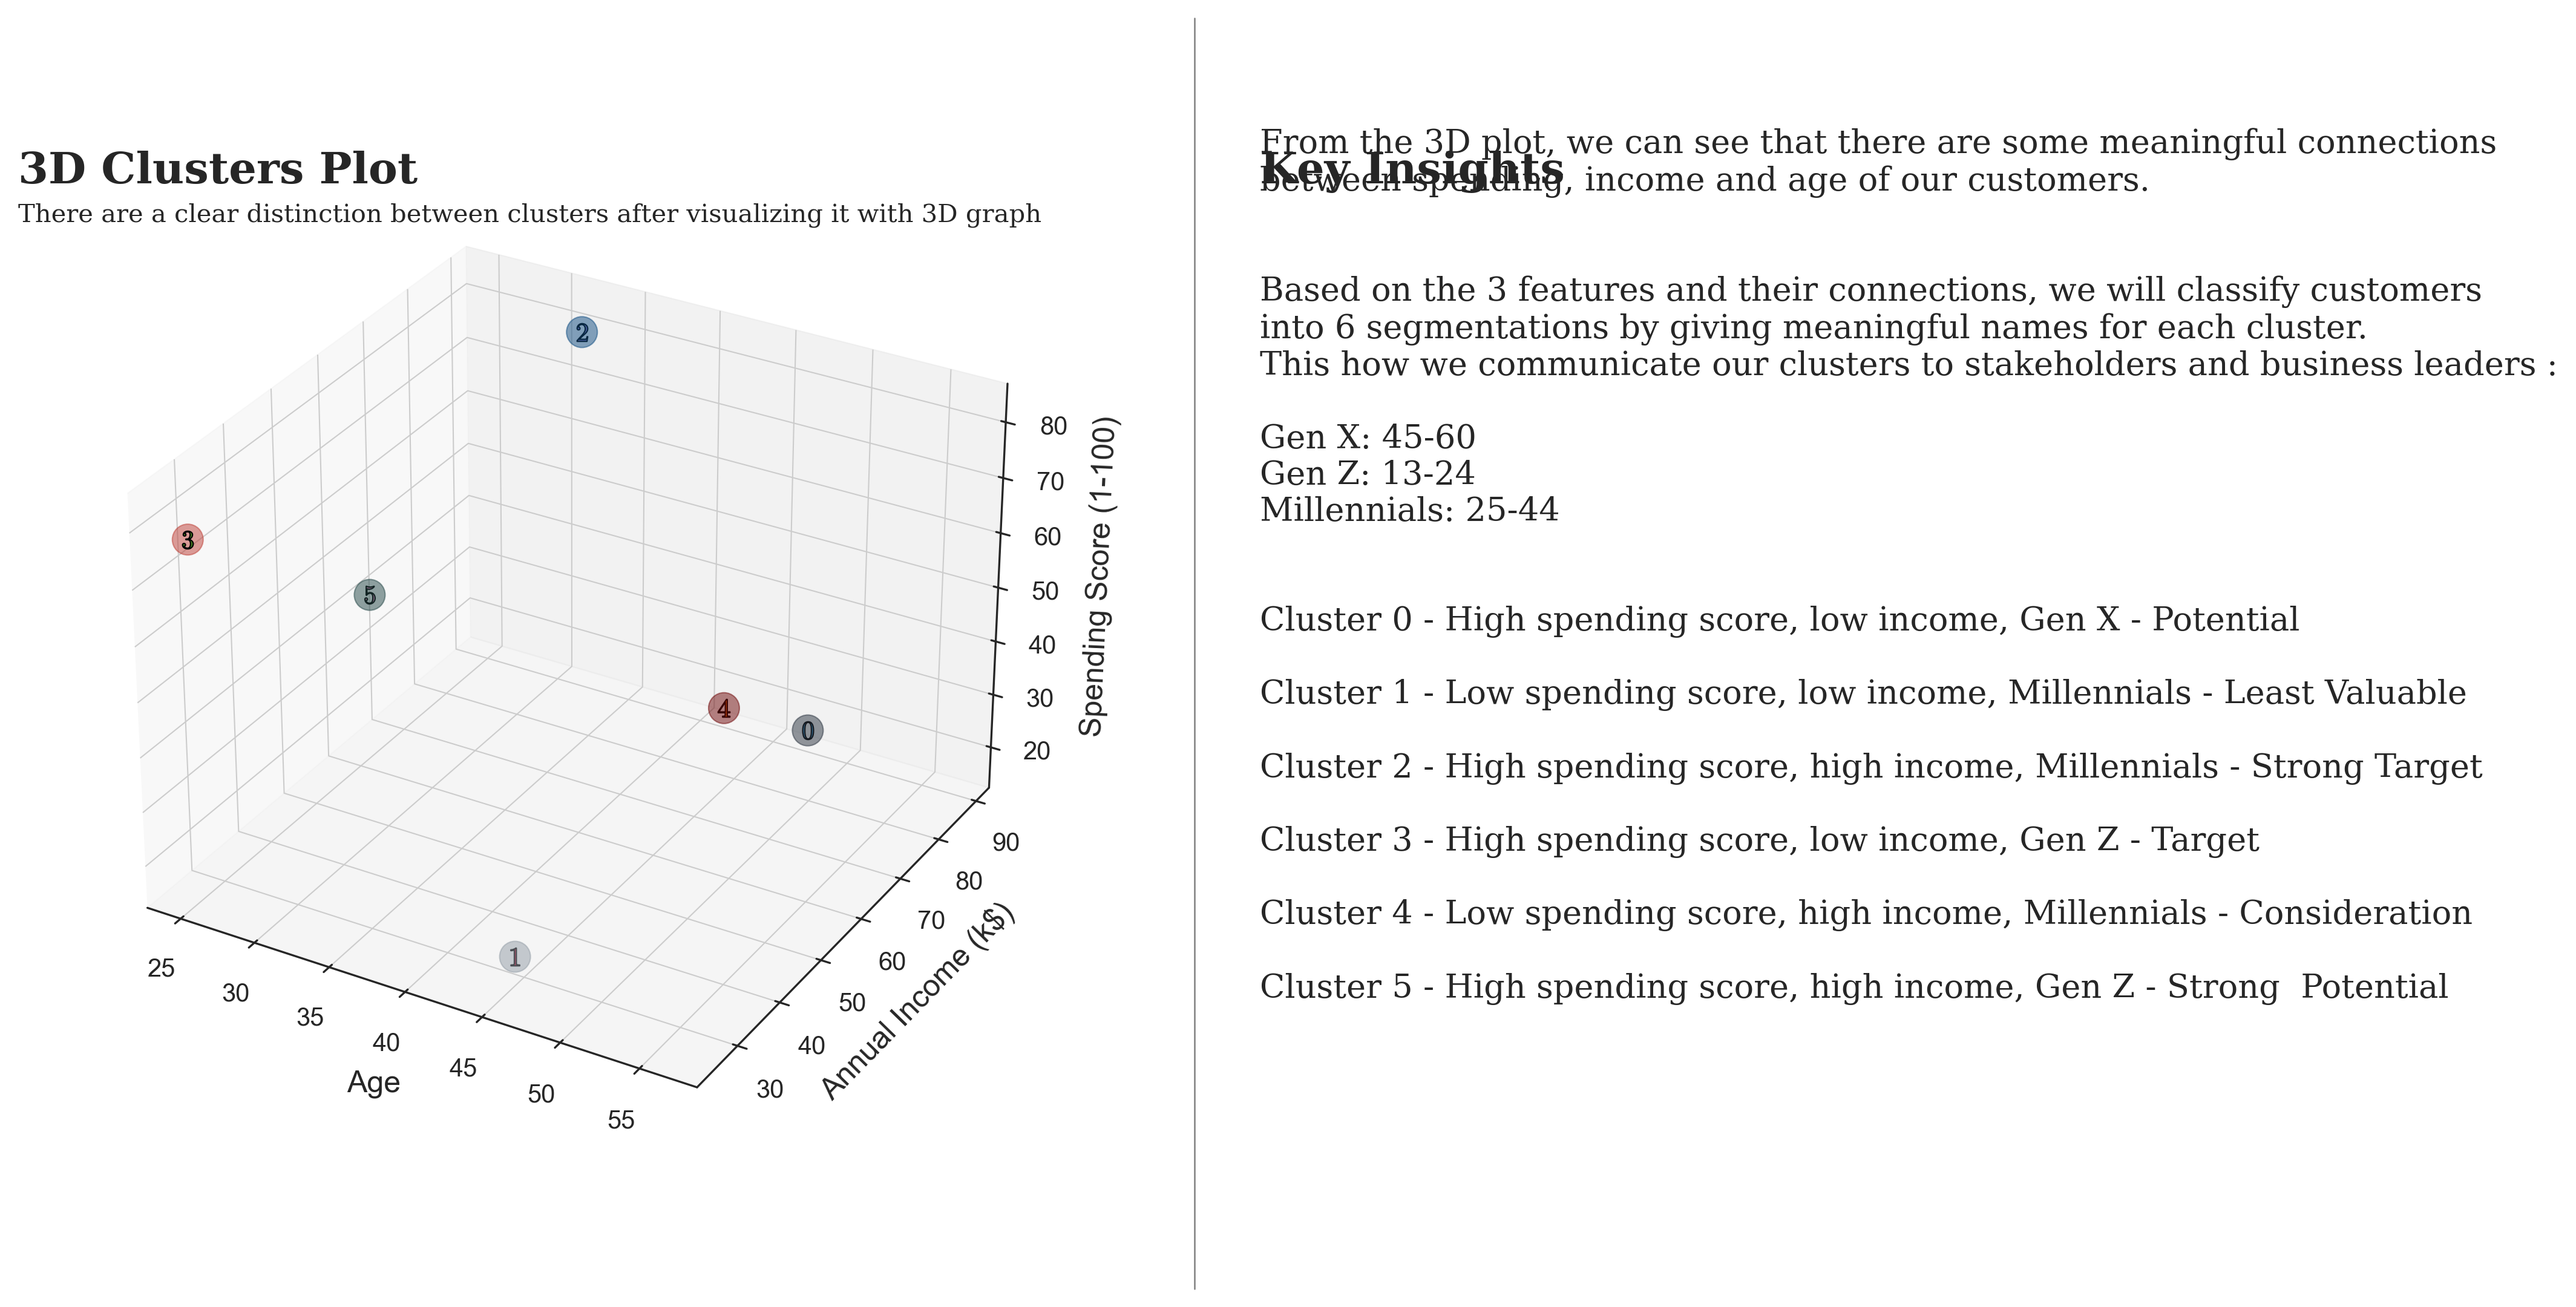 3D Clusters Plot
There are a clear distinction between clusters after visualizing it with 3D graph
2
3
5
4
0
1
80
70
60
50
40
30
20
Spending Score (1-100)
90
80
70
60
50
40
30
Annual Income (k$)
25
30
35
40
45
50
55
Age
Key Insights
From the 3D plot, we can see that there are some meaningful connections
between spending, income and age of our customers.
Based on the 3 features and their connections, we will classify customers
into 6 segmentations by giving meaningful names for each cluster.
This how we communicate our clusters to stakeholders and business leaders :
Gen X: 45-60
Gen Z: 13-24
Millennials: 25-44
Cluster 0 - High spending score, low income, Gen X - Potential
Cluster 1 - Low spending score, low income, Millennials - Least Valuable
Cluster 2 - High spending score, high income, Millennials - Strong Target
Cluster 3 - High spending score, low income, Gen Z - Target
Cluster 4 - Low spending score, high income, Millennials - Consideration
Cluster 5 - High spending score, high income, Gen Z - Strong  Potential